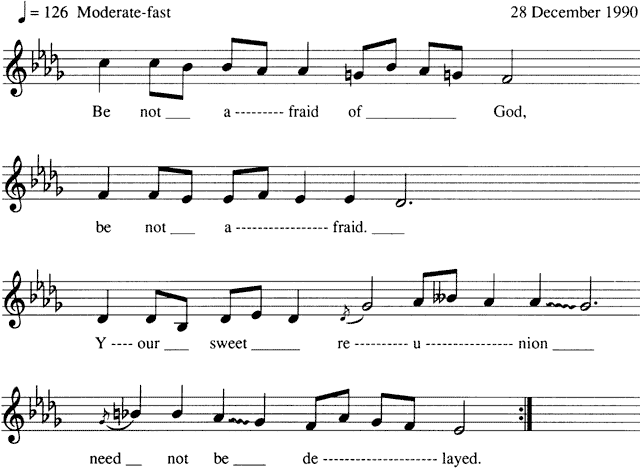 ♩ = 126 Moderate-fast 28 December 1990
Be not ___ a --------- fraid of ___________ God,
be not ___ a ----------------- fraid. ____
Y ---- our ___ sweet ______ re ---------- u ---------------- nion _____
need __ not be ____ de --------------------- layed.